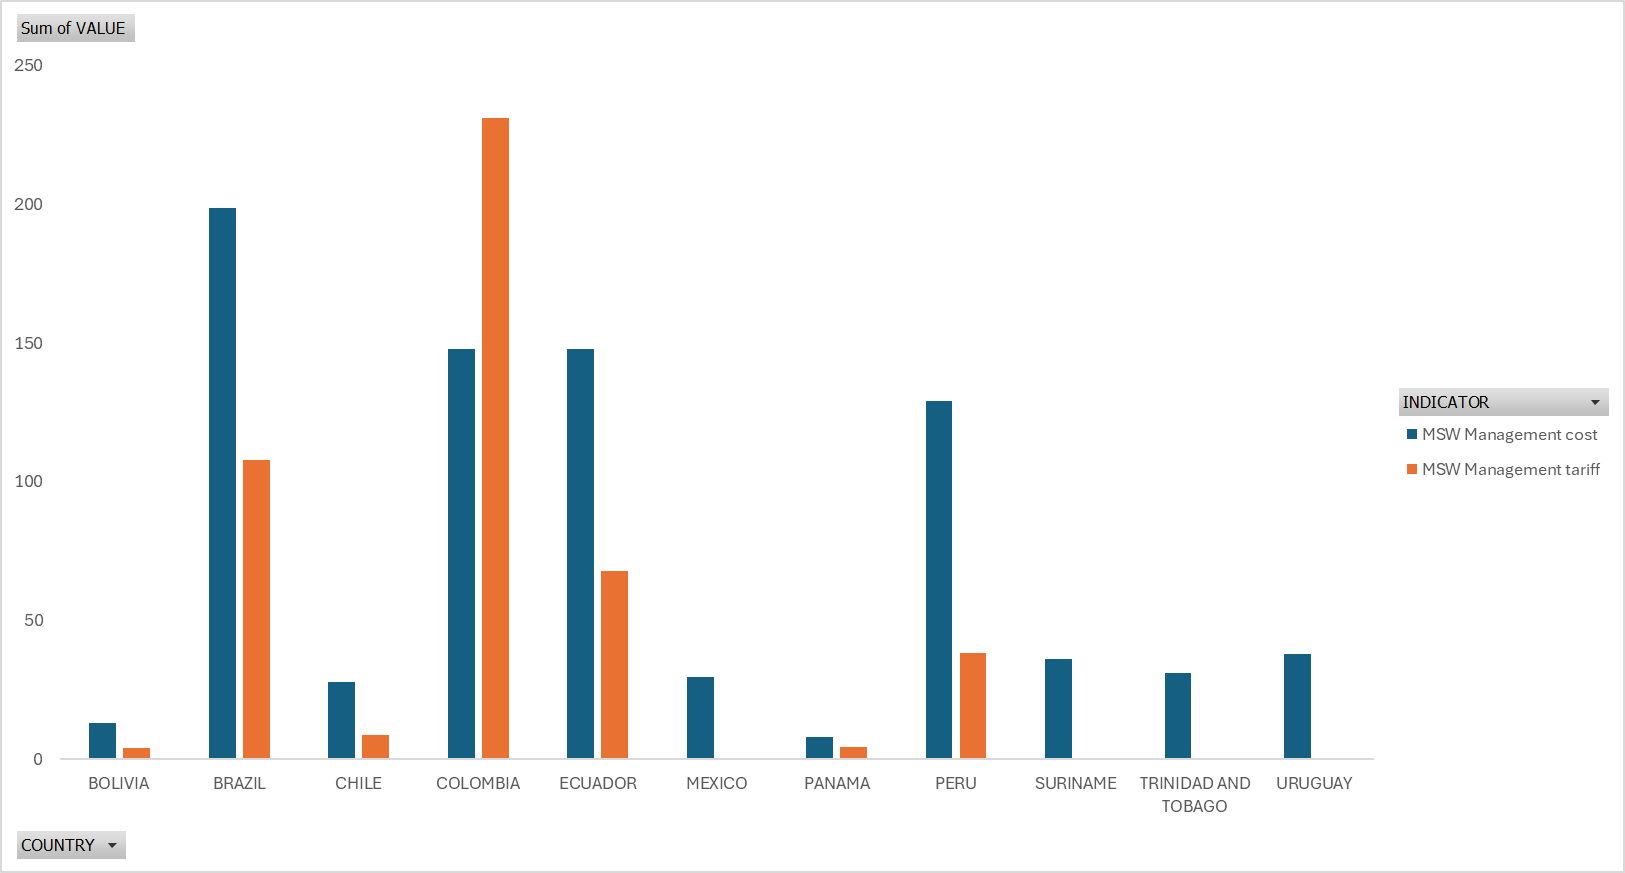 Sum of VALUE
250
200
150
100
50
0
BOLIVIA BRAZIL CHILE COLOMBIA ECUADOR MEXICO PANAMA PERU SURINAME TRINIDAD AND TOBAGO URUGUAY
INDICATOR
MSW Management cost
MSW Management tariff
COUNTRY